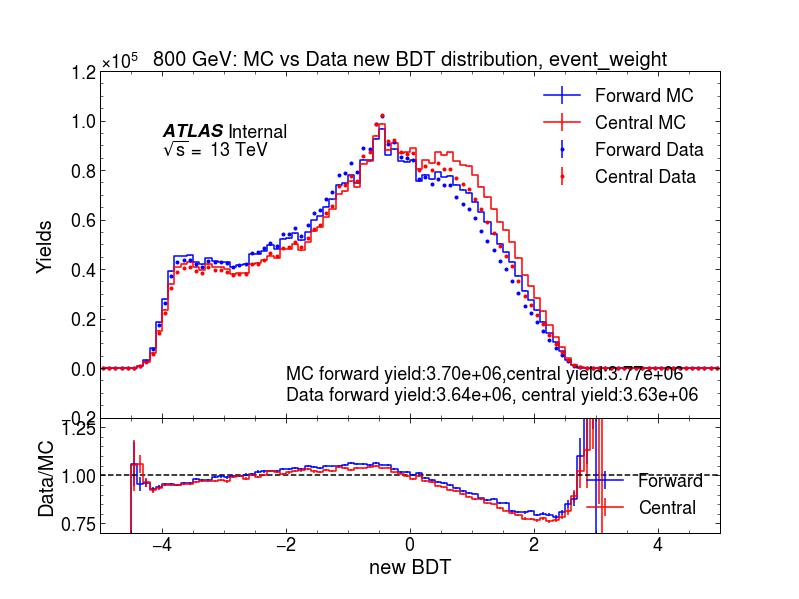 ×10⁵ 800 GeV: MC vs Data new BDT distribution, event_weight
1.2
1.0
0.8
0.6
0.4
0.2
0.0
0.2
Yields
ATLAS Internal
√s = 13 TeV
Forward MC
Central MC
Forward Data
Central Data
MC forward yield:3.70e+06,central yield:3.77e+06
Data forward yield:3.64e+06, central yield:3.63e+06
1.25
1.00
0.75
Data/MC
Forward
Central
−4 −2 0 2 4
new BDT